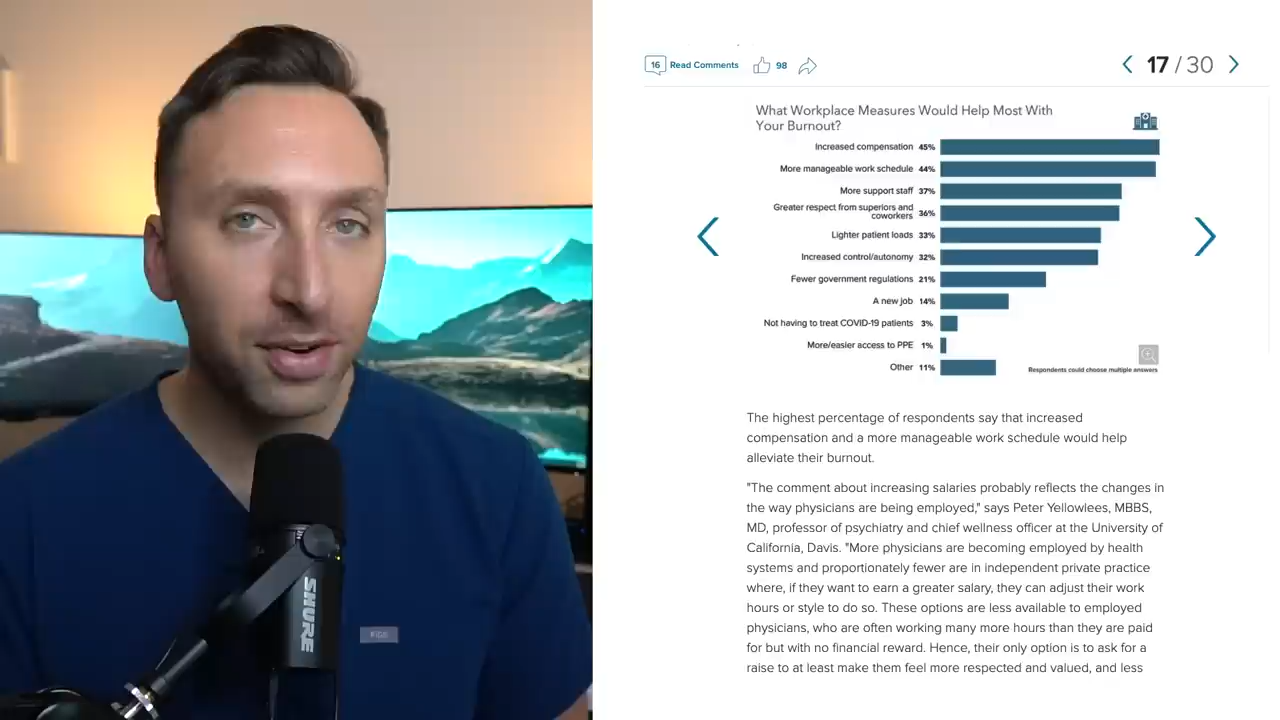 16 Read Comments 98
17 / 30
What Workplace Measures Would Help Most With
Your Burnout?
Increased compensation 45%
More manageable work schedule 44%
More support staff 37%
Greater respect from superiors and
coworkers 36%
Lighter patient loads 33%
Increased control/autonomy 32%
Fewer government regulations 21%
A new job 14%
Not having to treat COVID-19 patients 3%
More/easier access to PPE 1%
Other 11%
Respondents could choose multiple answers
The highest percentage of respondents say that increased
compensation and a more manageable work schedule would help
alleviate their burnout.
"The comment about increasing salaries probably reflects the changes in
the way physicians are being employed," says Peter Yellowlees, MBBS,
MD, professor of psychiatry and chief wellness officer at the University of
California, Davis. "More physicians are becoming employed by health
systems and proportionately fewer are in independent private practice
where, if they want to earn a greater salary, they can adjust their work
hours or style to do so. These options are less available to employed
physicians, who are often working many more hours than they are paid
for but with no financial reward. Hence, their only option is to ask for a
raise to at least make them feel more respected and valued, and less
SHURE